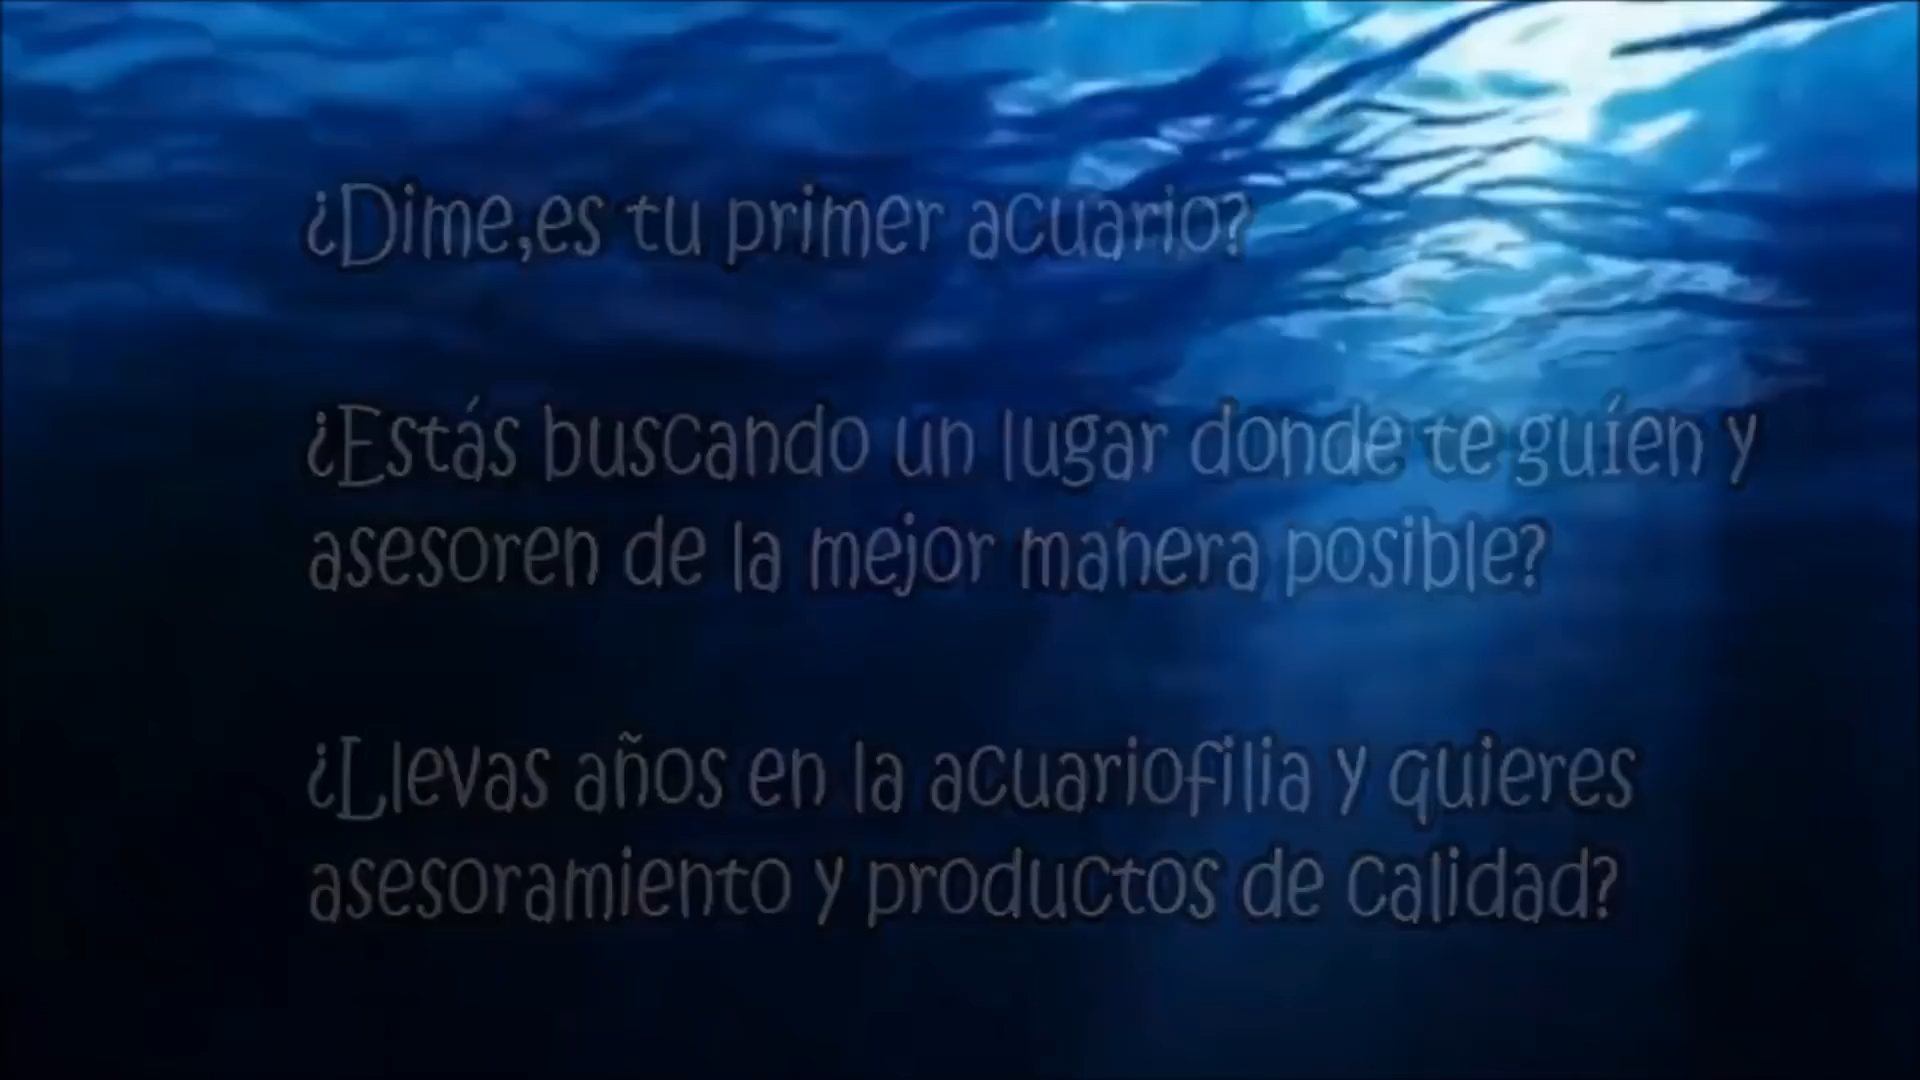 ¿Dime,es tu primer acuario?
¿Estás buscando un lugar donde te guíen y
asesoren de la mejor manera posible?
¿Llevas años en la acuariofilia y quieres
asesoramiento y productos de calidad?